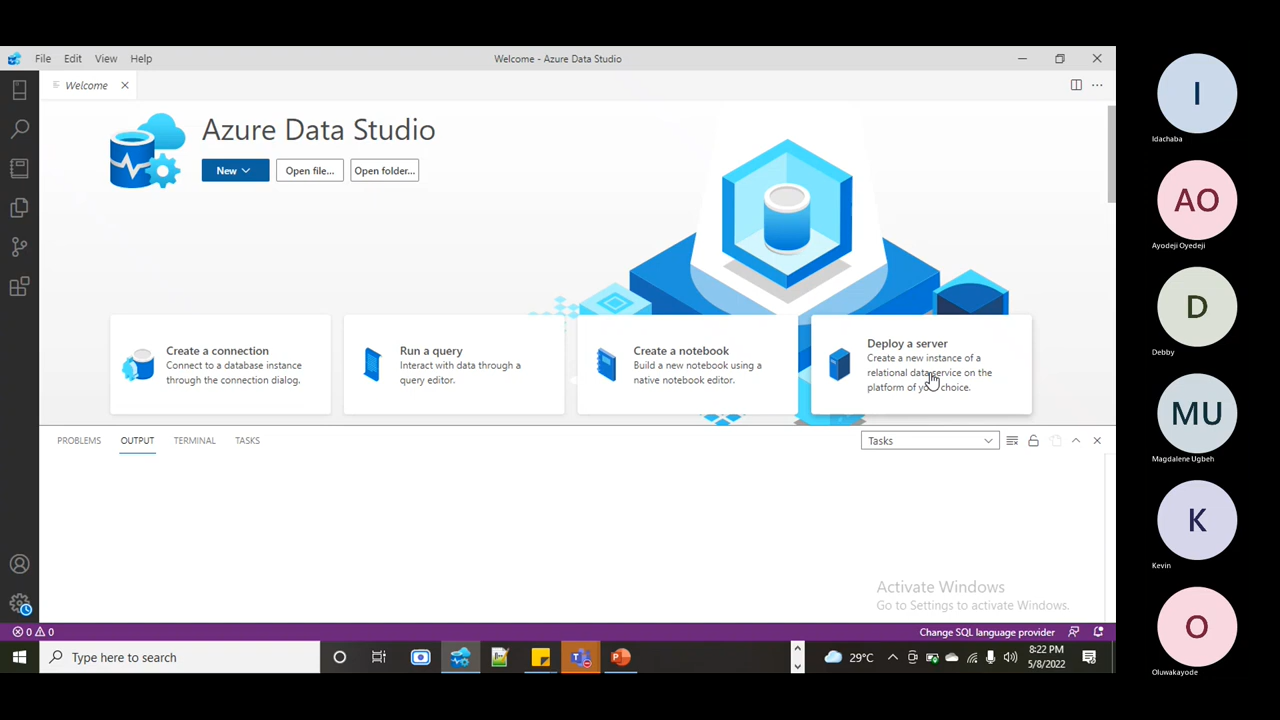 File Edit View Help
Welcome - Azure Data Studio
Welcome
Azure Data Studio
New
Open file...
Open folder...
Create a connection
Connect to a database instance
through the connection dialog.
Run a query
Interact with data through a
query editor.
Create a notebook
Build a new notebook using a
native notebook editor.
Deploy a server
Create a new instance of a
relational data service on the
platform of your choice.
PROBLEMS OUTPUT TERMINAL TASKS
Tasks
Activate Windows
Go to Settings to activate Windows.
0 0
Change SQL language provider
Type here to search
29°C
8:22 PM
5/8/2022
I
Idachaba
AO
Ayodeji Oyedeji
D
Debby
MU
Magdalene Ugbeh
K
Kevin
O
Oluwakayode